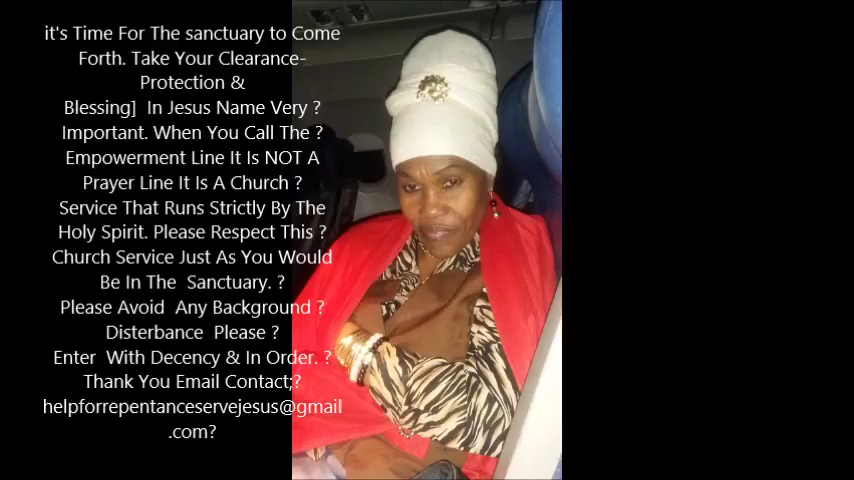 it's Time For The sanctuary to Come
Forth. Take Your Clearance-
Protection &
Blessing]  In Jesus Name Very ?
Important. When You Call The ?
Empowerment Line It Is NOT A
Prayer Line It Is A Church ?
Service That Runs Strictly By The
Holy Spirit. Please Respect This ?
Church Service Just As You Would
Be In The  Sanctuary. ?
Please Avoid  Any Background ?
Disterbance  Please ?
Enter  With Decency & In Order. ?
Thank You Email Contact;?
helpforrepentanceservejesus@gmail
.com?